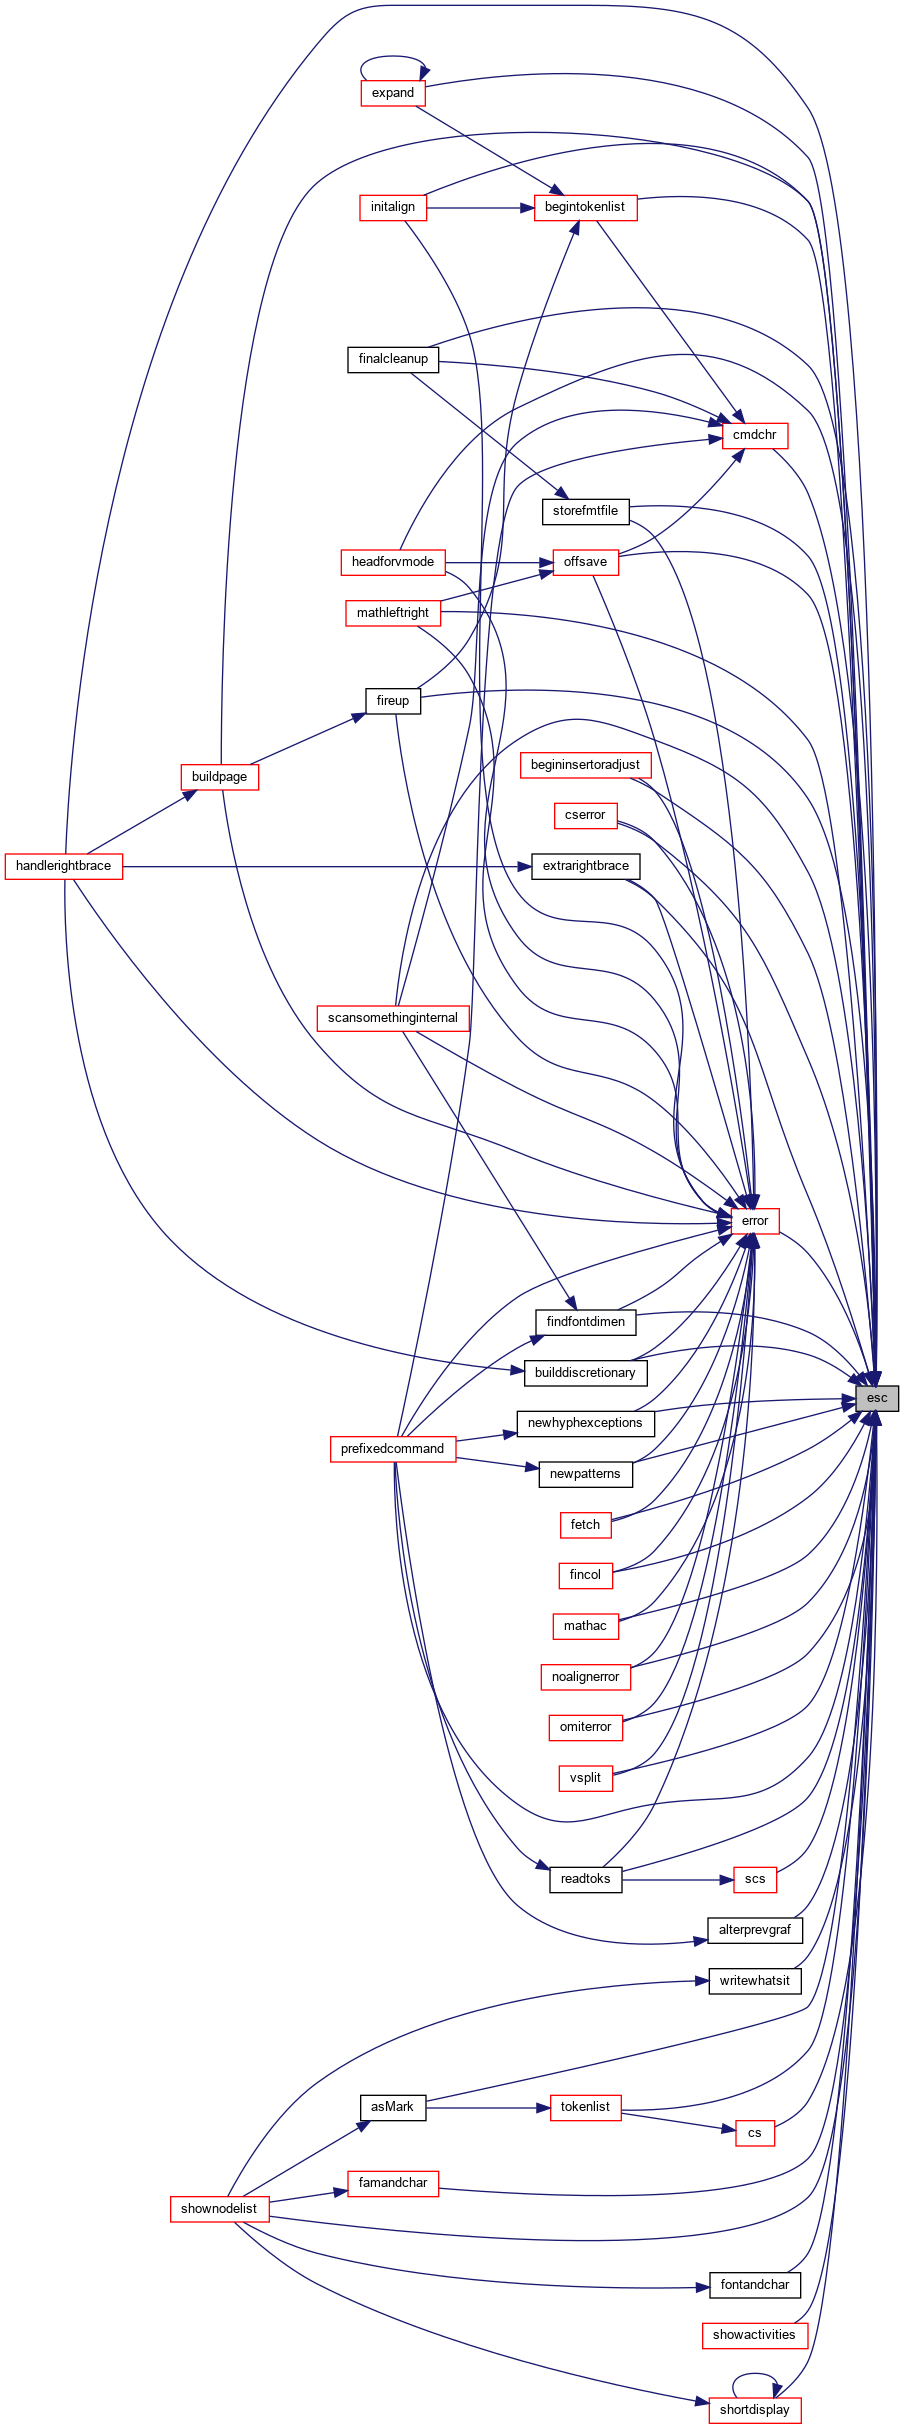 expand
initalign
begintokenlist
finalcleanup
cmdchr
storefmtfile
headforvmode
offsave
mathleftright
fireup
begininsertoradjust
buildpage
cserror
handlerightbrace
extrarightbrace
scansomethinginternal
error
findfontdimen
builddiscretionary
esc
newhyphexceptions
prefixedcommand
newpatterns
fetch
fincol
mathac
noalignerror
omiterror
vsplit
readtoks
scs
alterprevgraf
writewhatsit
asMark
tokenlist
cs
famandchar
shownodelist
fontandchar
showactivities
shortdisplay